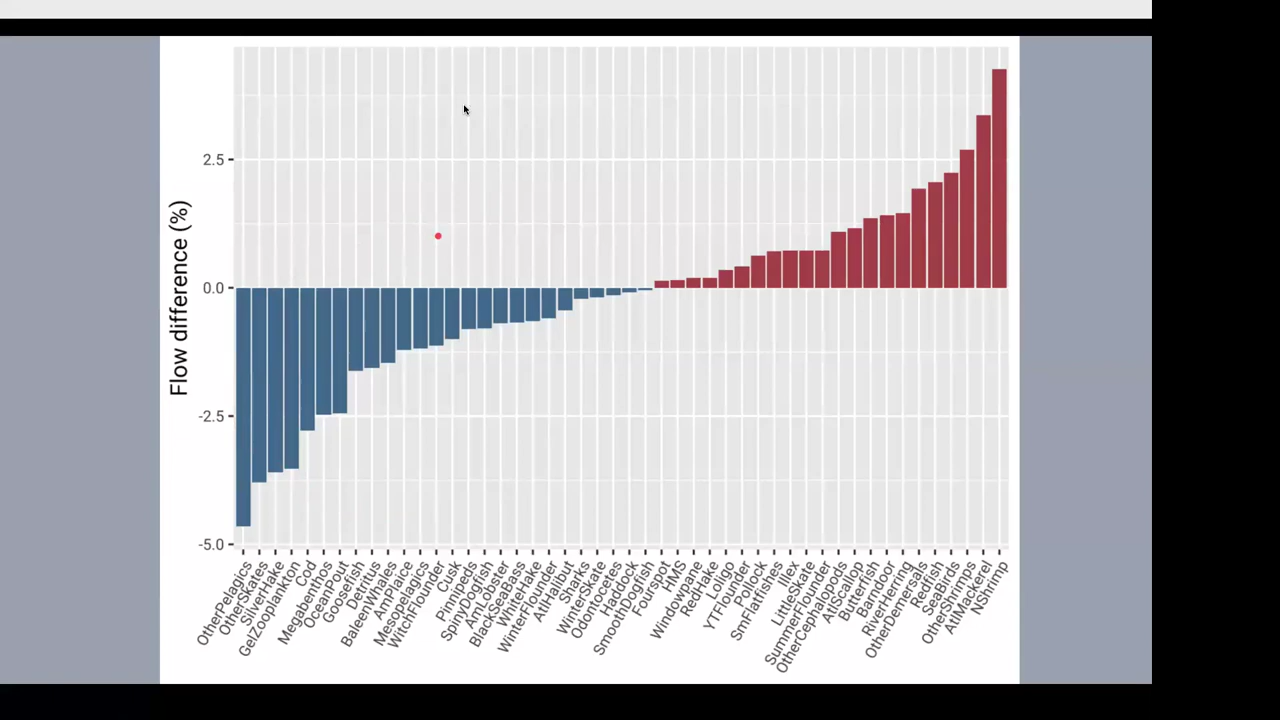 Flow difference (%)
2.5
0.0
-2.5
-5.0
OtherPelagics
OtherSkates
SilverHake
GelZooplankton
Cod
Megabenthos
OceanPout
Goosefish
Detritus
BaleenWhales
AmPlaice
Mesopelagics
WitchFlounder
Cusk
Pinnipeds
SpinyDogfish
AmLobster
BlackSeaBass
WhiteHake
WinterFlounder
AtlHalibut
Sharks
WinterSkate
Odontocetes
Haddock
SmoothDogfish
Fourspot
HMS
Windowpane
RedHake
Loligo
YTFlounder
Pollock
SmFlatfishes
Illex
LittleSkate
SummerFlounder
OtherCephalopods
AtlScallop
Butterfish
Barndoor
RiverHerring
OtherDemersals
Redfish
SeaBirds
OtherShrimps
AtlMackerel
NShrimp